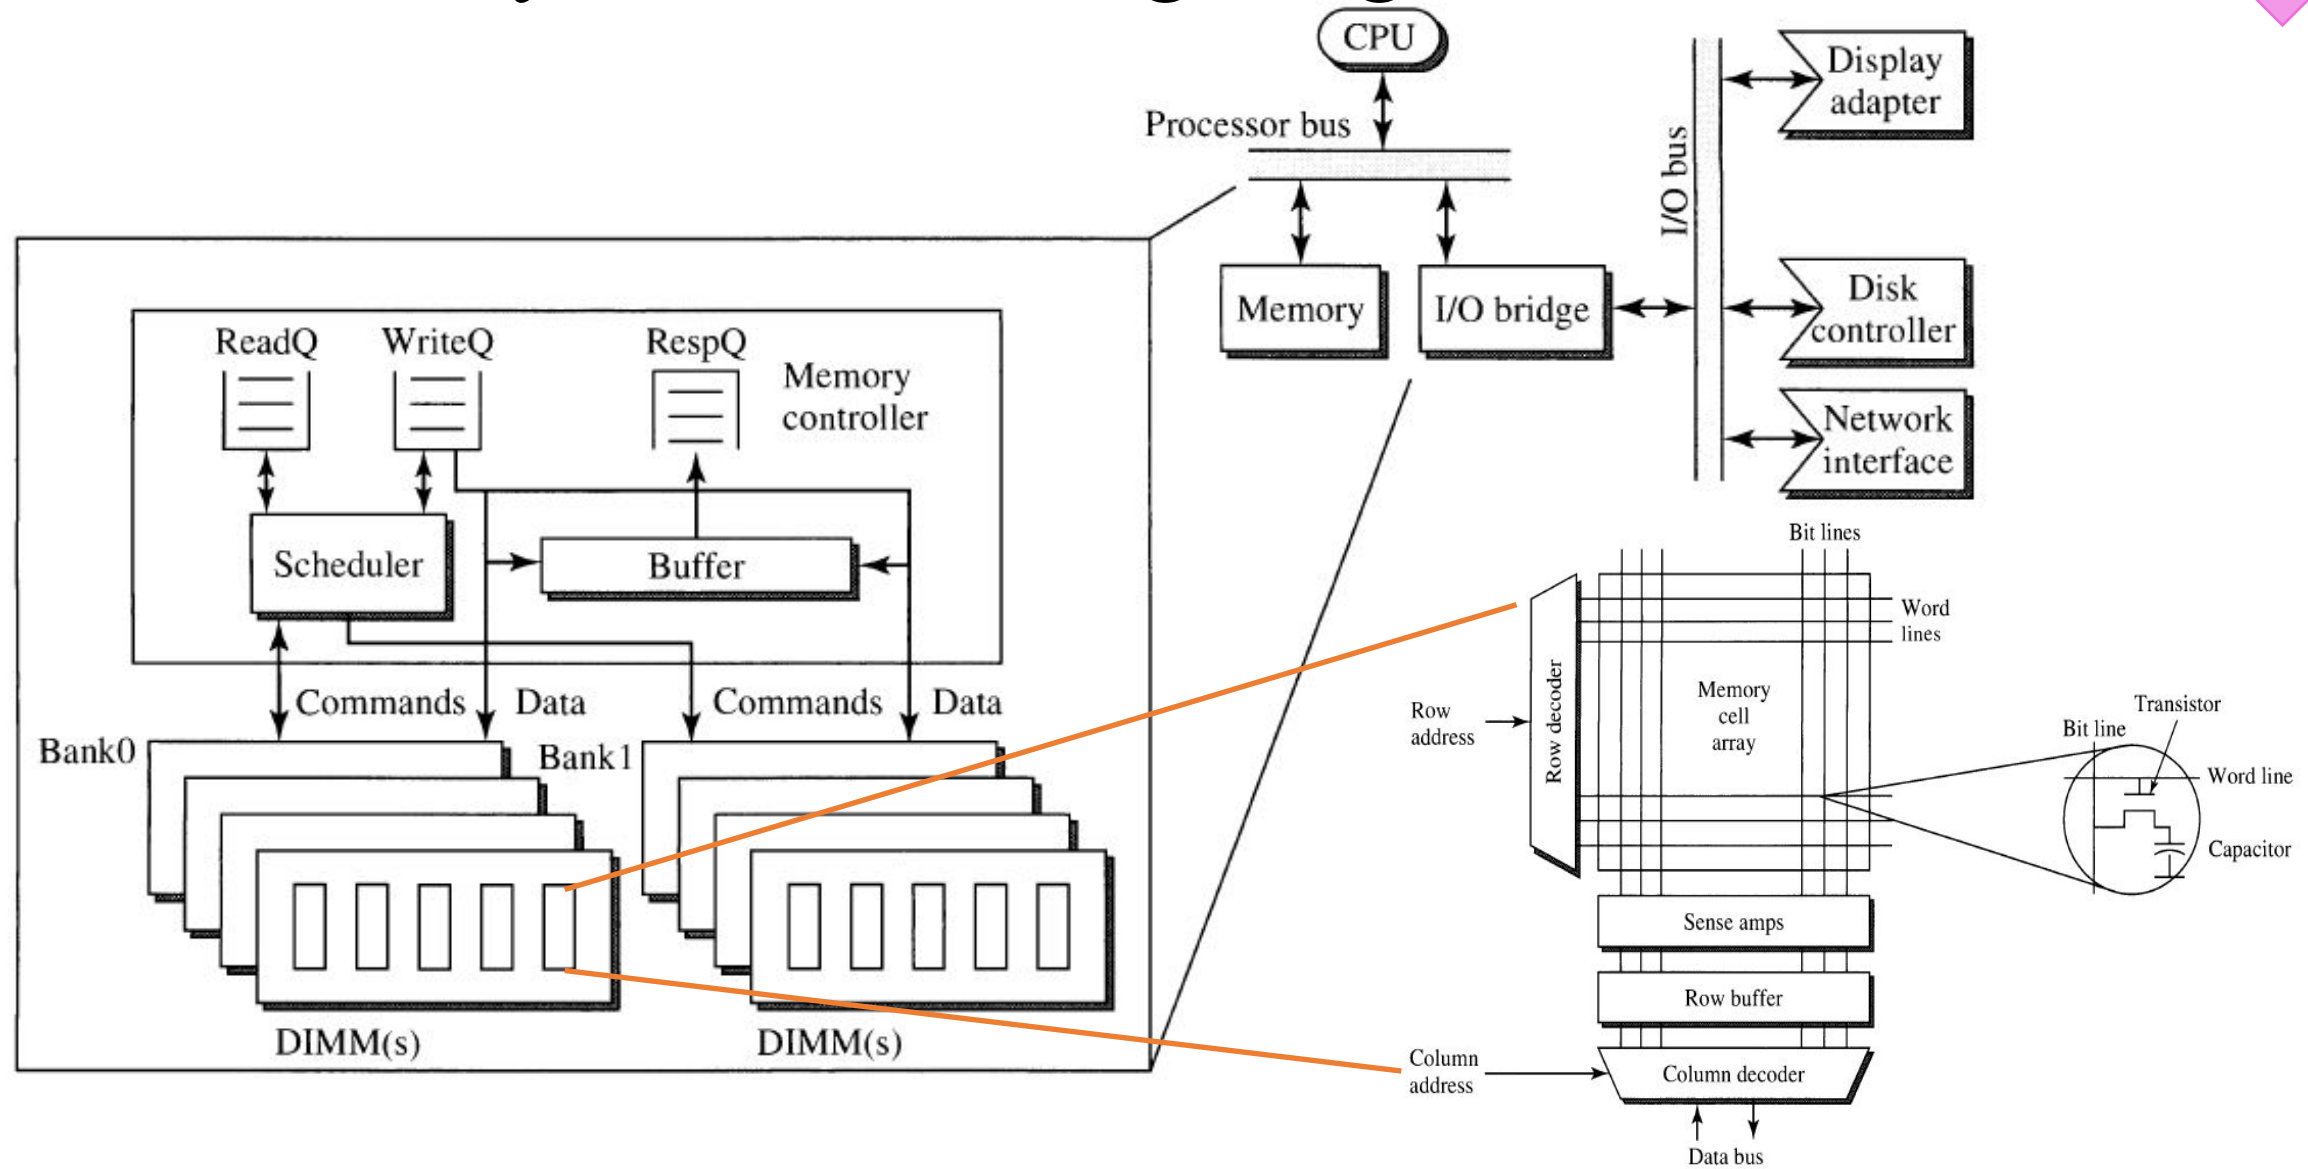 CPU
Processor bus
Memory
I/O bridge
I/O bus
Display
adapter
Disk
controller
Network
interface
ReadQ
WriteQ
RespQ
Memory
controller
Scheduler
Buffer
Commands
Data
Commands
Data
Bank0
Bank1
DIMM(s)
DIMM(s)
Bit lines
Word
lines
Row decoder
Memory
cell
array
Row
address
Transistor
Bit line
Word line
Capacitor
Sense amps
Row buffer
Column
address
Column decoder
Data bus